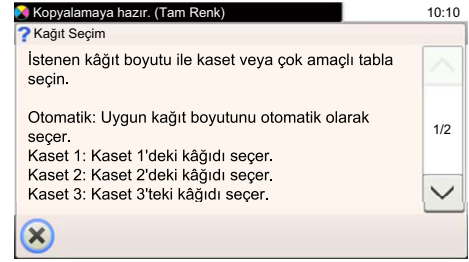 Kopyalamaya hazır. (Tam Renk) 10:10
? Kağıt Seçim
İstenen kâğıt boyutu ile kaset veya çok amaçlı tabla
seçin.
Otomatik: Uygun kağıt boyutunu otomatik olarak
seçer.
1/2
Kaset 1: Kaset 1'deki kâğıdı seçer.
Kaset 2: Kaset 2'deki kâğıdı seçer.
Kaset 3: Kaset 3'teki kâğıdı seçer.